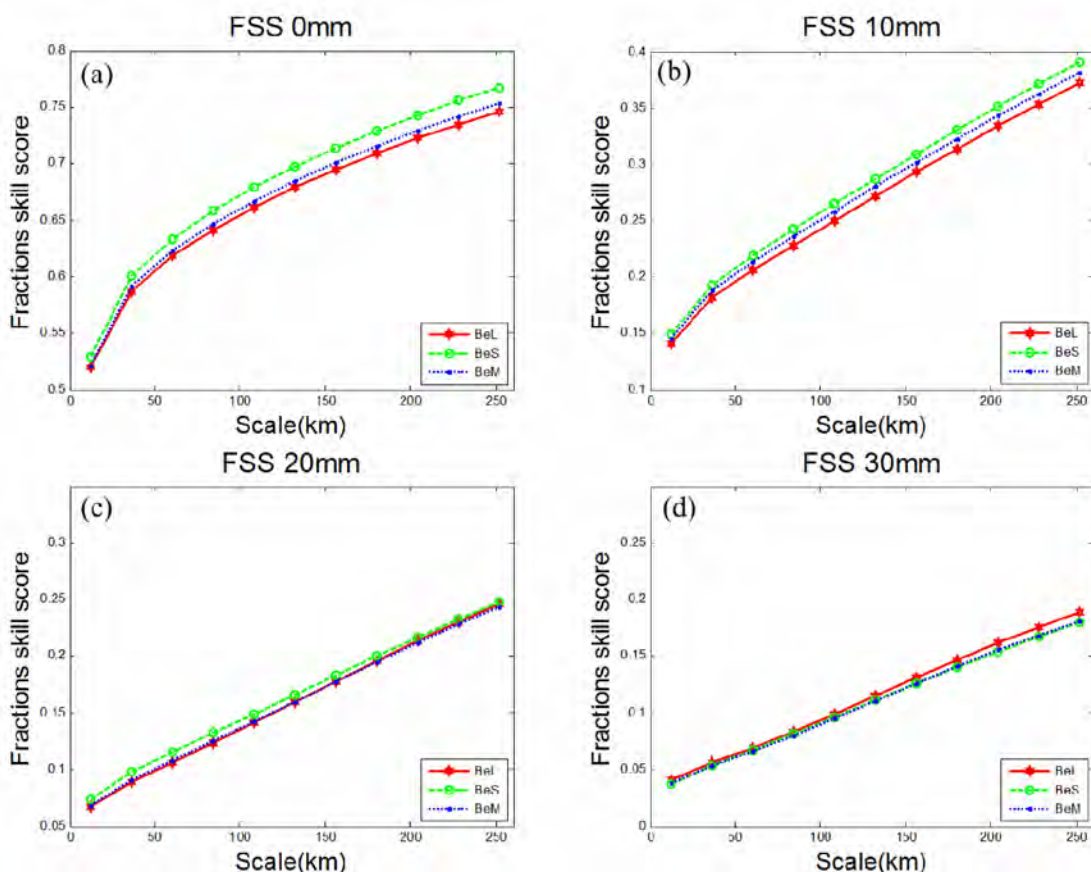 FSS 0mm
(a)
Fractions skill score
0.8
0.75
0.7
0.65
0.6
0.55
0.5
0
50
100
150
200
250
Scale(km)
BeL
BeS
BeM
FSS 10mm
(b)
Fractions skill score
0.4
0.35
0.3
0.25
0.2
0.15
0.1
0
50
100
150
200
250
Scale(km)
BeL
BeS
BeM
FSS 20mm
(c)
Fractions skill score
0.3
0.25
0.2
0.15
0.1
0.05
0
50
100
150
200
250
Scale(km)
BeL
BeS
BeM
FSS 30mm
(d)
Fractions skill score
0.25
0.2
0.15
0.1
0.05
0
0
50
100
150
200
250
Scale(km)
BeL
BeS
BeM